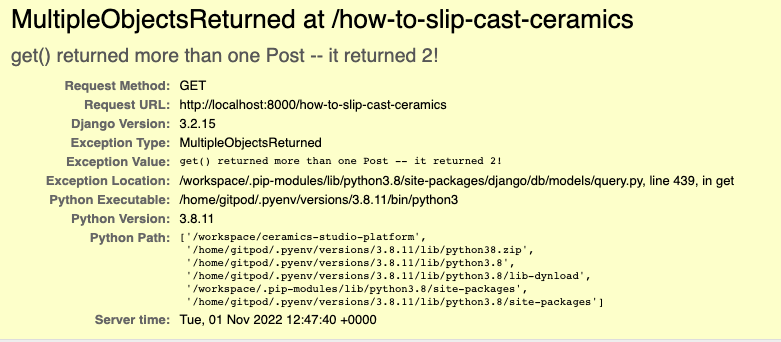 MultipleObjectsReturned at /how-to-slip-cast-ceramics
get() returned more than one Post -- it returned 2!
Request Method: GET
Request URL: http://localhost:8000/how-to-slip-cast-ceramics
Django Version: 3.2.15
Exception Type: MultipleObjectsReturned
Exception Value: get() returned more than one Post -- it returned 2!
Exception Location: /workspace/.pip-modules/lib/python3.8/site-packages/django/db/models/query.py, line 439, in get
Python Executable: /home/gitpod/.pyenv/versions/3.8.11/bin/python3
Python Version: 3.8.11
Python Path: ['/workspace/ceramics-studio-platform',
'/home/gitpod/.pyenv/versions/3.8.11/lib/python38.zip',
'/home/gitpod/.pyenv/versions/3.8.11/lib/python3.8',
'/home/gitpod/.pyenv/versions/3.8.11/lib/python3.8/lib-dynload',
'/workspace/.pip-modules/lib/python3.8/site-packages',
'/home/gitpod/.pyenv/versions/3.8.11/lib/python3.8/site-packages']
Server time: Tue, 01 Nov 2022 12:47:40 +0000